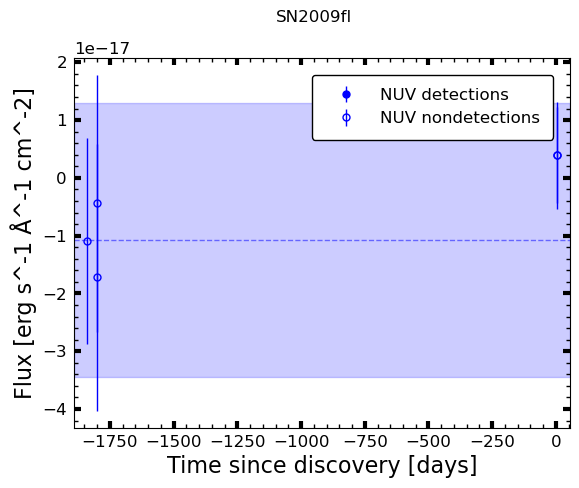 SN2009fl
1e−17
NUV detections
NUV nondetections
2
1
0
−1
−2
−3
−4
Flux [erg s^-1 Å^-1 cm^-2]
−1750 −1500 −1250 −1000 −750 −500 −250 0
Time since discovery [days]